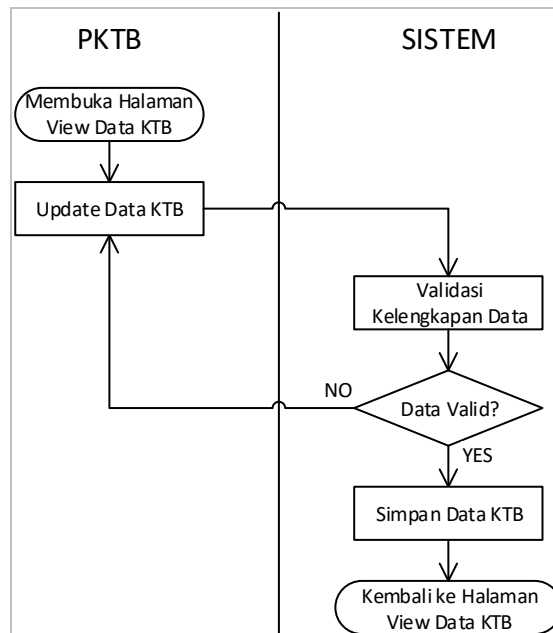 PKTB
SISTEM
Membuka Halaman
View Data KTB
Update Data KTB
Validasi
Kelengkapan Data
NO
Data Valid?
YES
Simpan Data KTB
Kembali ke Halaman
View Data KTB